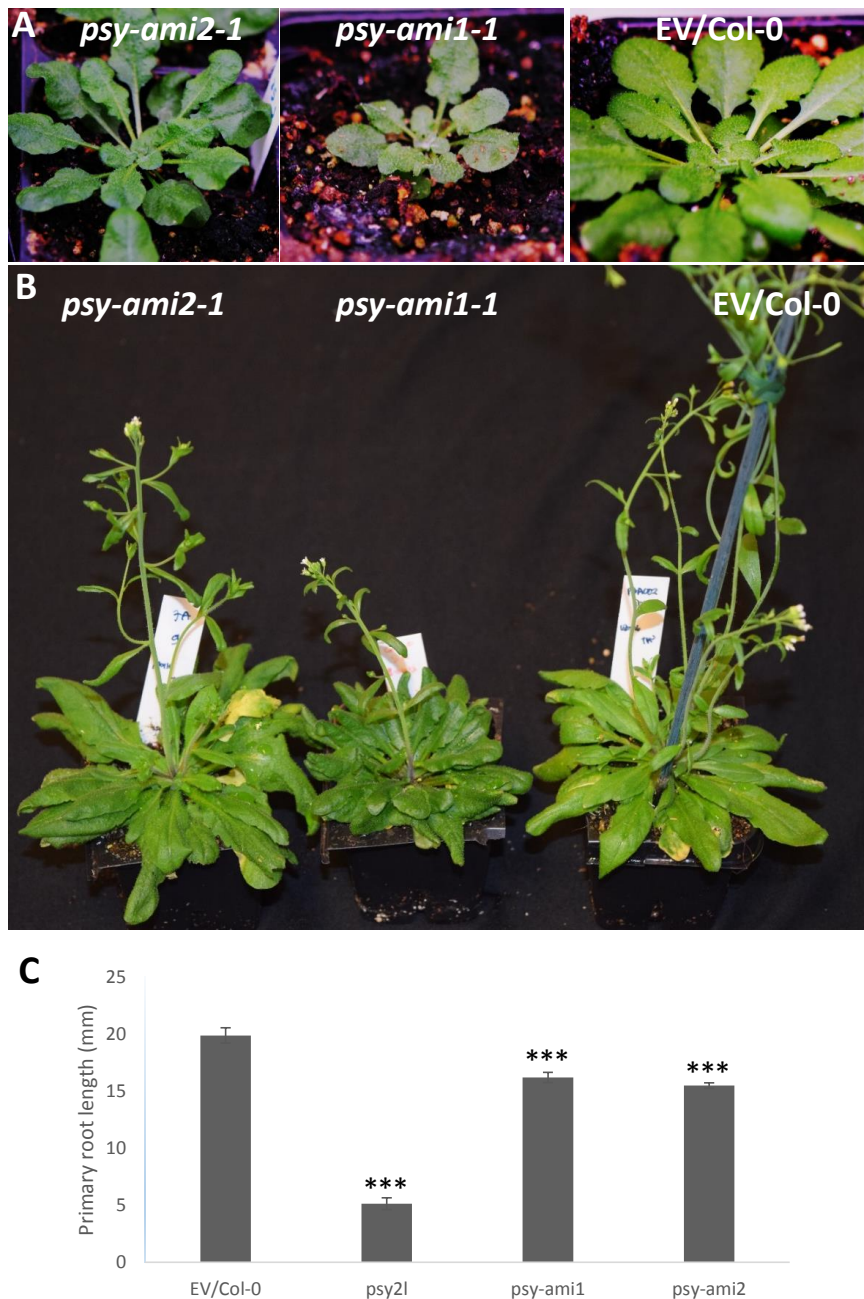 A
psy-ami2-1
psy-ami1-1
EV/Col-0
B
psy-ami2-1
psy-ami1-1
EV/Col-0
C
Primary root length (mm)
25
20
15
10
5
0
***
***
***
EV/Col-0
psy2l
psy-ami1
psy-ami2